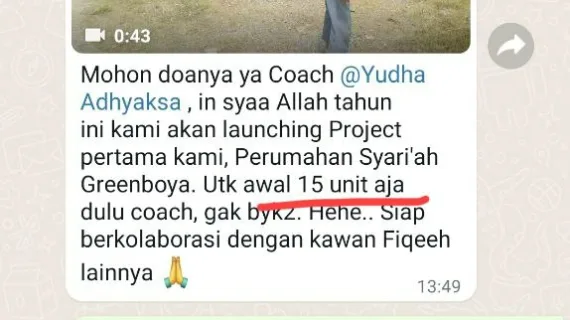 0:43
Mohon doanya ya Coach @Yudha
Adhyaksa , in syaa Allah tahun
ini kami akan launching Project
pertama kami, Perumahan Syari'ah
Greenboya. Utk awal 15 unit aja
dulu coach, gak byk2. Hehe.. Siap
berkolaborasi dengan kawan Fiqeeh
lainnya 🙏
13:49